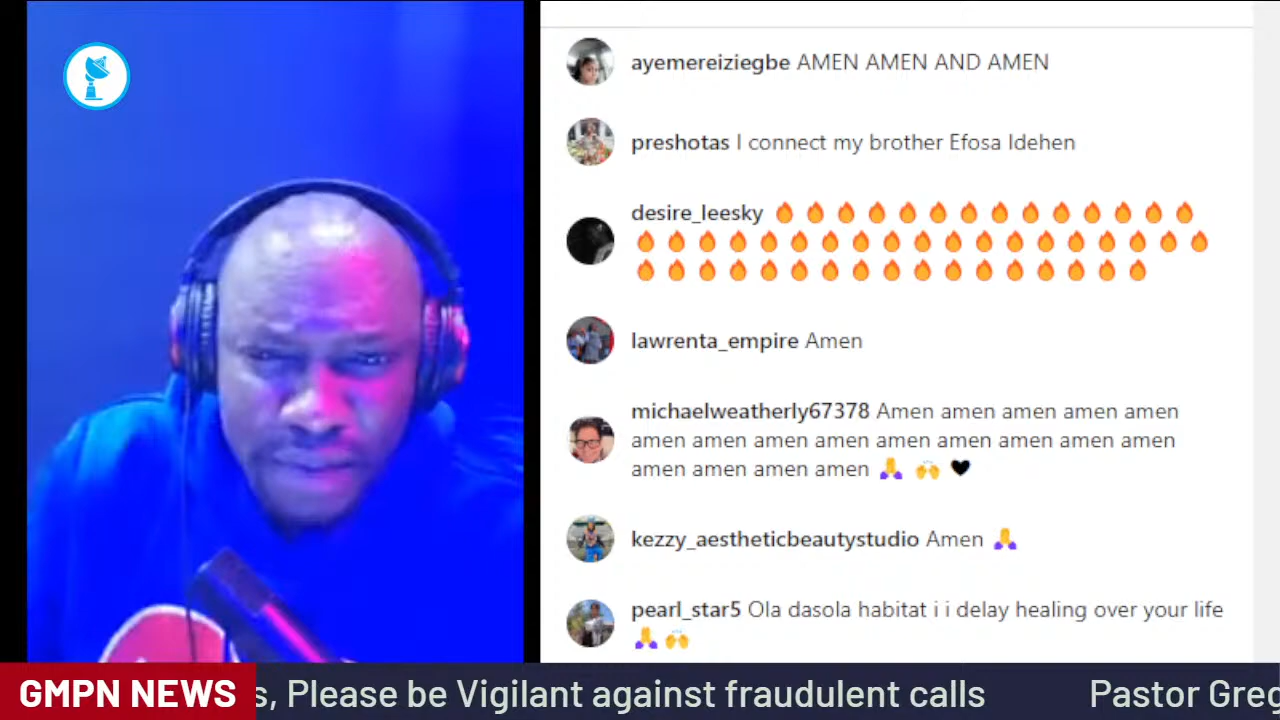 ayemereiziegbe AMEN AMEN AND AMEN
preshotas I connect my brother Efosa Idehen
desire_leesky 🔥🔥🔥🔥🔥🔥🔥🔥🔥🔥🔥🔥🔥🔥
🔥🔥🔥🔥🔥🔥🔥🔥🔥🔥🔥🔥🔥🔥🔥🔥🔥🔥🔥
🔥🔥🔥🔥🔥🔥🔥🔥🔥🔥🔥🔥🔥🔥🔥🔥🔥
lawrenta_empire Amen
michaelweatherly67378 Amen amen amen amen amen
amen amen amen amen amen amen amen amen amen
amen amen amen amen 🙏 🙌 🖤
kezzy_aestheticbeautystudio Amen 🙏
pearl_star5 Ola dasola habitat i i delay healing over your life
🙏 🙌
GMPN NEWS s, Please be Vigilant against fraudulent calls Pastor Greg